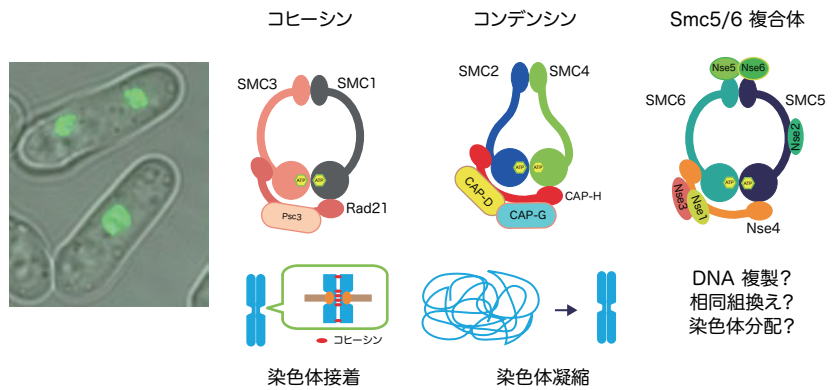 コヒーシン
コンデンシン
Smc5/6 複合体
SMC3
SMC1
ATP
ATP
Rad21
Psc3
SMC2
SMC4
ATP
ATP
CAP-D
CAP-G
CAP-H
Nse5
Nse6
SMC6
SMC5
Nse2
ATP
ATP
Nse3
Nse1
Nse4
コヒーシン
染色体接着
染色体凝縮
DNA 複製?
相同組換え?
染色体分配?